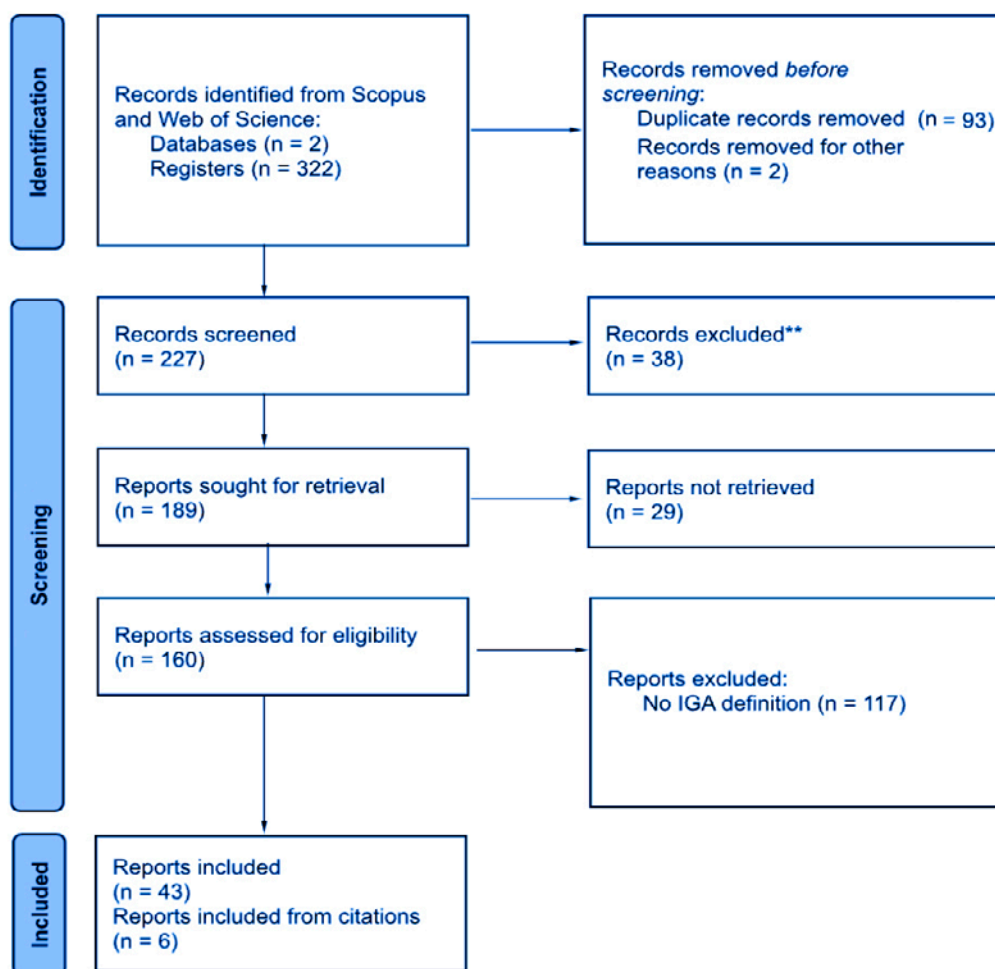 Identification
Records identified from Scopus
and Web of Science:
Databases (n = 2)
Registers (n = 322)
Records removed before
screening:
Duplicate records removed (n = 93)
Records removed for other
reasons (n = 2)
Screening
Records screened
(n = 227)
Records excluded**
(n = 38)
Reports sought for retrieval
(n = 189)
Reports not retrieved
(n = 29)
Reports assessed for eligibility
(n = 160)
Reports excluded:
No IGA definition (n = 117)
Included
Reports included
(n = 43)
Reports included from citations
(n = 6)